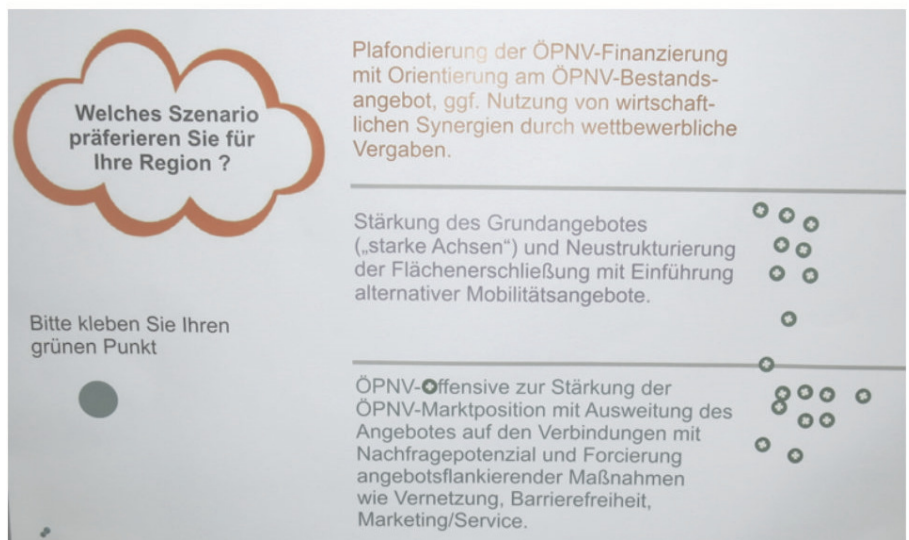 Welches Szenario
präferieren Sie für
Ihre Region ?
Bitte kleben Sie Ihren
grünen Punkt
Plafondierung der ÖPNV-Finanzierung
mit Orientierung am ÖPNV-Bestands-
angebot, ggf. Nutzung von wirtschaft-
lichen Synergien durch wettbewerbliche
Vergaben.
Stärkung des Grundangebotes
(„starke Achsen“) und Neustrukturierung
der Flächenerschließung mit Einführung
alternativer Mobilitätsangebote.
ÖPNV-Offensive zur Stärkung der
ÖPNV-Marktposition mit Ausweitung des
Angebotes auf den Verbindungen mit
Nachfragepotenzial und Forcierung
angebotsflankierender Maßnahmen
wie Vernetzung, Barrierefreiheit,
Marketing/Service.